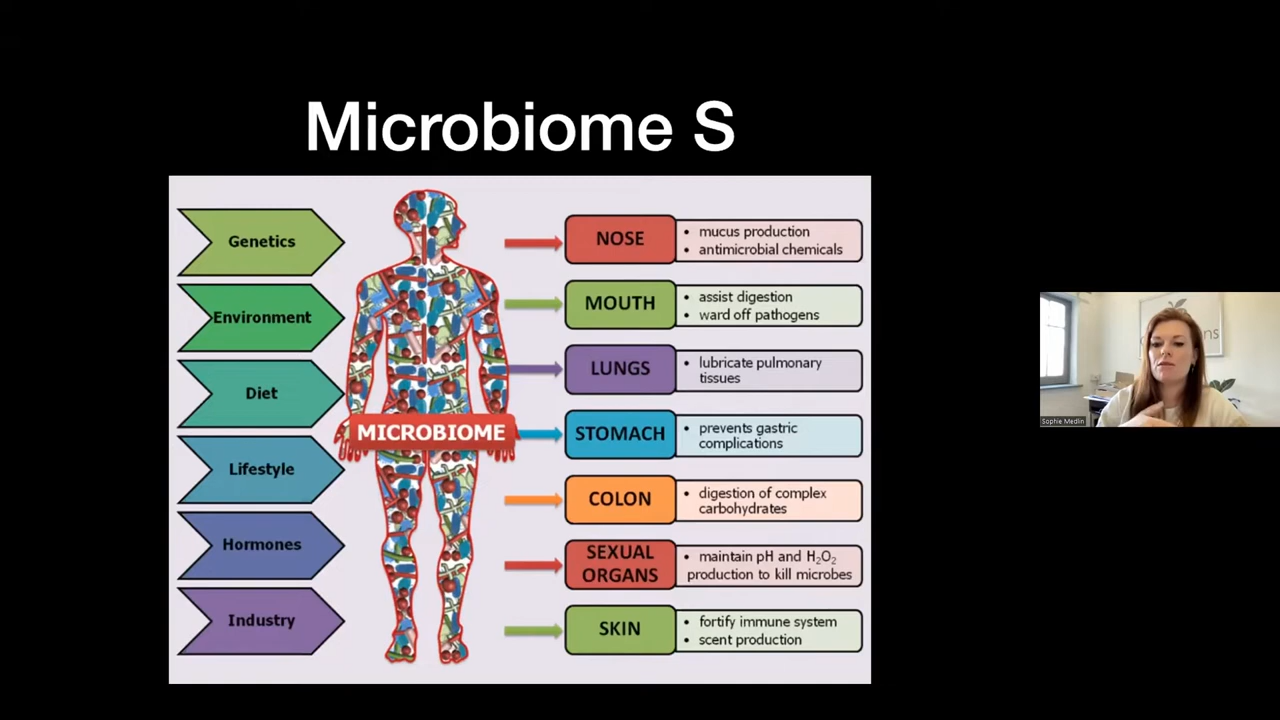 Microbiome S
Genetics
Environment
Diet
Lifestyle
Hormones
Industry
MICROBIOME
NOSE
• mucus production
• antimicrobial chemicals
MOUTH
• assist digestion
• ward off pathogens
LUNGS
• lubricate pulmonary
tissues
STOMACH
• prevents gastric
complications
COLON
• digestion of complex
carbohydrates
SEXUAL
ORGANS
• maintain pH and H₂O₂
production to kill microbes
SKIN
• fortify immune system
• scent production
ns
Sophie Medlin